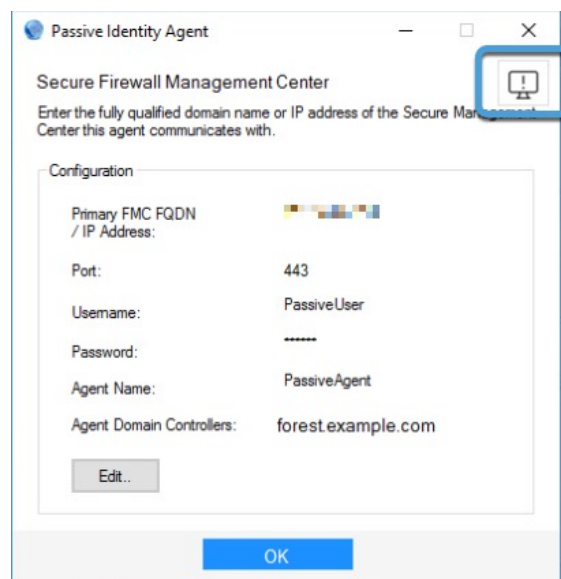 Passive Identity Agent
Secure Firewall Management Center
Enter the fully qualified domain name or IP address of the Secure Management
Center this agent communicates with.
Configuration
Primary FMC FQDN
/ IP Address:
Port: 443
Username: PassiveUser
Password: ••••••
Agent Name: PassiveAgent
Agent Domain Controllers: forest.example.com
Edit..
OK